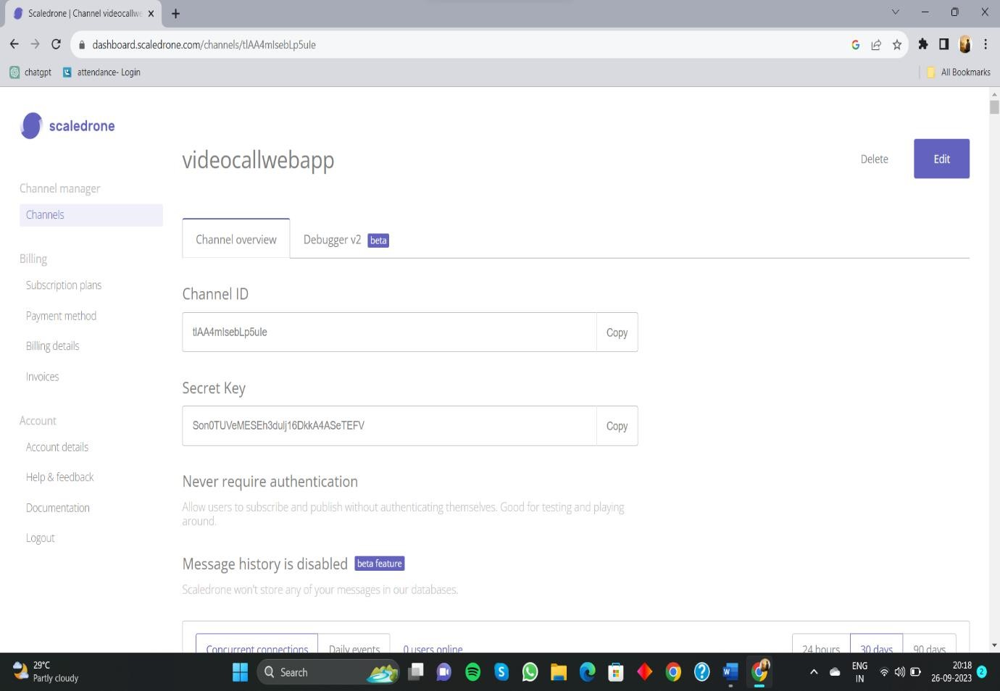 Scaledrone | Channel videocallwe
dashboard.scaledrone.com/channels/tlAA4mIsebLp5ule
chatgpt
attendance- Login
All Bookmarks
scaledrone
videocallwebapp
Delete
Edit
Channel manager
Channels
Channel overview
Debugger v2 beta
Billing
Subscription plans
Payment method
Billing details
Invoices
Account
Account details
Help & feedback
Documentation
Logout
Channel ID
tlAA4mIsebLp5ule
Copy
Secret Key
Son0TUVeMESEh3dulj16DkkA4ASeTEFV
Copy
Never require authentication
Allow users to subscribe and publish without authenticating themselves. Good for testing and playing
around.
Message history is disabled beta feature
Scaledrone won't store any of your messages in our databases.
Concurrent connections
Daily events
0 users online
24 hours
30 days
90 days
29°C
Partly cloudy
Search
ENG
IN
20:18
26-09-2023
2